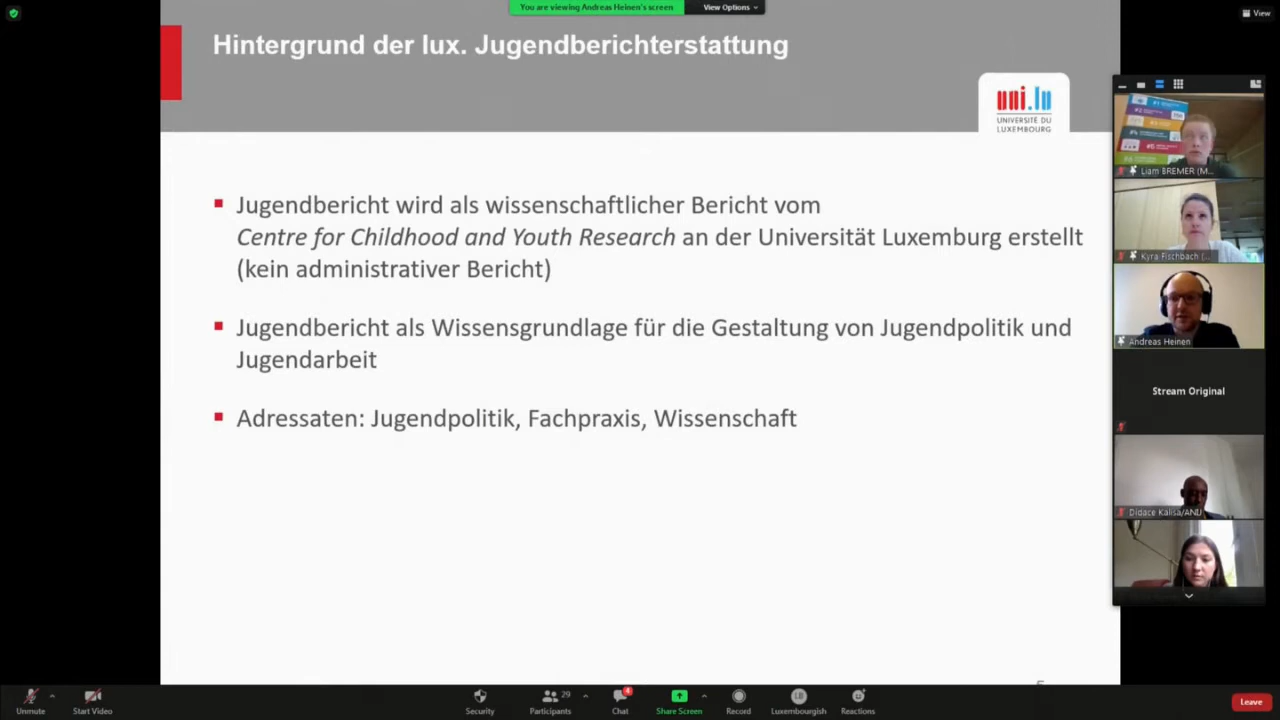 You are viewing Andreas Heinen's screen
View Options
View
Hintergrund der lux. Jugendberichterstattung
uni.lu
UNIVERSITÉ DU
LUXEMBOURG
Jugendbericht wird als wissenschaftlicher Bericht vom
Centre for Childhood and Youth Research an der Universität Luxemburg erstellt
(kein administrativer Bericht)
Jugendbericht als Wissensgrundlage für die Gestaltung von Jugendpolitik und
Jugendarbeit
Adressaten: Jugendpolitik, Fachpraxis, Wissenschaft
Liam BREMER (M...
Kyra Fischbach (...
Andreas Heinen
Stream Original
Didace Kalisa/ANIJ
Unmute
Start Video
Security
Participants
29
Chat
Share Screen
Record
LB
Luxembourgish
Reactions
Leave